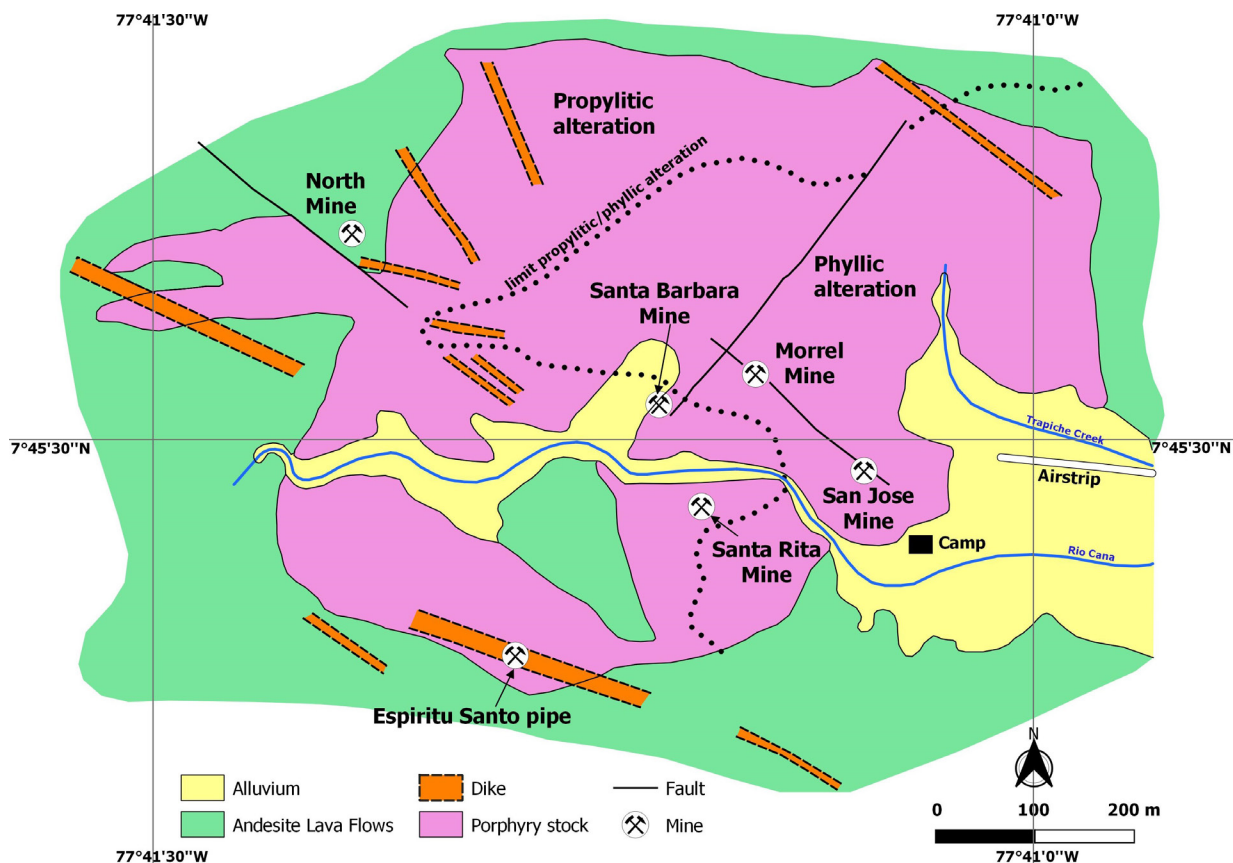 77°41'30"W
77°41'0"W
Propylitic
alteration
North
Mine
limit propylitic/phyllic alteration
Phyllic
alteration
Santa Barbara
Mine
Morrel
Mine
7°45'30''N
7°45'30''N
Trapiche Creek
Airstrip
San Jose
Mine
Santa Rita
Mine
Camp
Rio Cana
Espiritu Santo pipe
N
Alluvium
Dike
Fault
Andesite Lava Flows
Porphyry stock
Mine
0 100 200 m
77°41'30"W
77°41'0"W